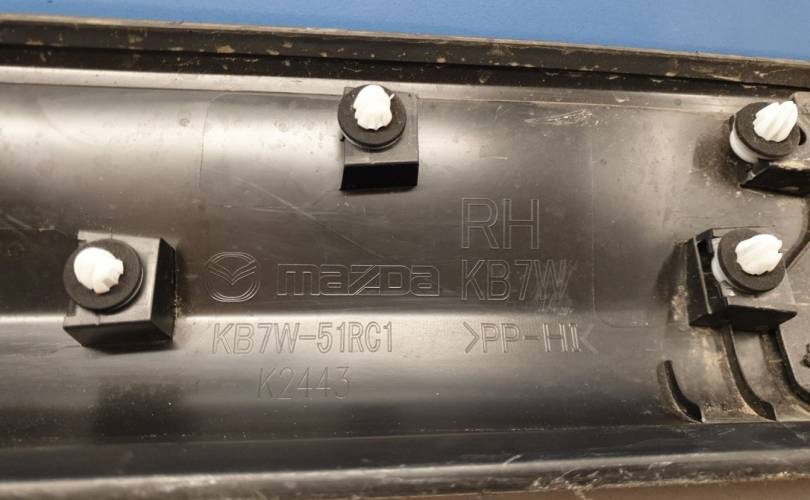 RH
mazda KB7W
KB7W-51RC1 >PP-HI<
K2443